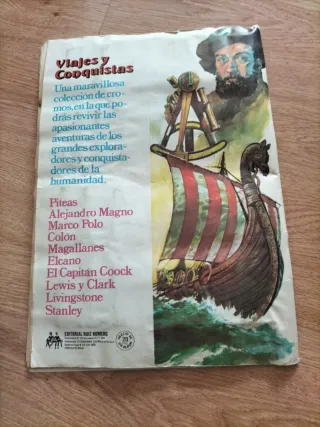 Viajes y
Conquistas
Una maravillosa
colección de cro-
mos, en la que po-
drás revivir las
apasionantes
aventuras de los
grandes explora-
dores y conquista-
dores de la
humanidad.
Piteas
Alejandro Magno
Marco Polo
Colón
Magallanes
Elcano
El Capitán Coock
Lewis y Clark
Livingstone
Stanley
EDITORIAL RUIZ ROMERO